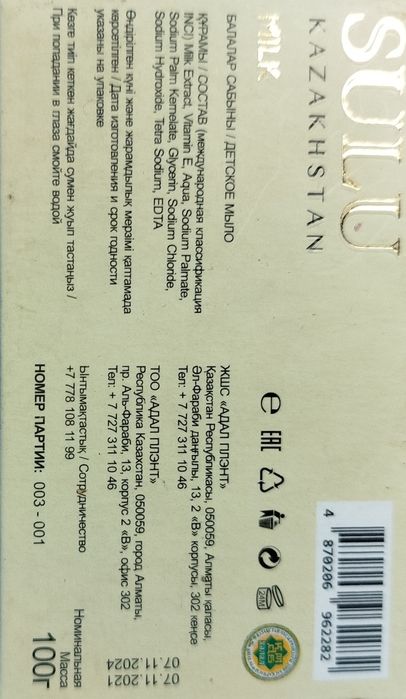 SULU
KAZAKHSTAN
MILK
БАЛАЛАР САБЫНЫ / ДЕТСКОЕ МЫЛО
ҚҰРАМЫ / СОСТАВ (международная классификация
INCI) Milk Extract, Vitamin E, Aqua, Sodium Palmate,
Sodium Palm Kernelate, Glycerin, Sodium Chloride,
Sodium Hydroxide, Tetra Sodium, EDTA
Өндірілген күні және жарамдылық мерзімі қаптамада
көрсетілген / Дата изготовления и срок годности
указаны на упаковке
Көзге тиіп кеткен жағдайда сумен жуып тастаңыз /
При попадании в глаза смойте водой
4 870206 962282
e EAC
24M
ЖШС «АДАЛ ПЛЭНТ»
Қазақстан Республикасы, 050059, Алматы қаласы,
Әл-Фараби даңғылы, 13, 2 «В» корпусы, 302 кеңсе
Тел: + 7 727 311 10 46
ТОО «АДАЛ ПЛЭНТ»
Республика Казахстан, 050059, город Алматы,
пр. Аль-Фараби, 13, корпус 2 «В», офис 302
Тел: + 7 727 311 10 46
07.11.2021
07.11.2024
Ынтымақтастық / Сотрудничество
+7 778 108 11 99
НОМЕР ПАРТИИ: 003 - 001
Номинальная
Масса
100г